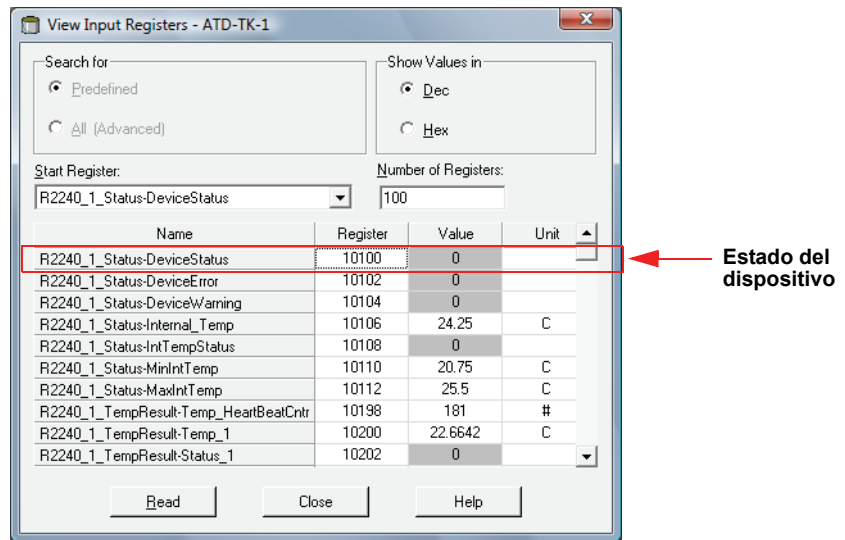 View Input Registers - ATD-TK-1
Search for
Predefined
All (Advanced)
Show Values in
Dec
Hex
Start Register:
Number of Registers:
R2240_1_Status-DeviceStatus
100
Name Register Value Unit
R2240_1_Status-DeviceStatus 10100 0
R2240_1_Status-DeviceError 10102 0
R2240_1_Status-DeviceWarning 10104 0
R2240_1_Status-Internal_Temp 10106 24.25 C
R2240_1_Status-IntTempStatus 10108 0
R2240_1_Status-MinIntTemp 10110 20.75 C
R2240_1_Status-MaxIntTemp 10112 25.5 C
R2240_1_TempResult-Temp_HeartBeatCntr 10198 181 #
R2240_1_TempResult-Temp_1 10200 22.6642 C
R2240_1_TempResult-Status_1 10202 0
Read Close Help
Estado del
dispositivo